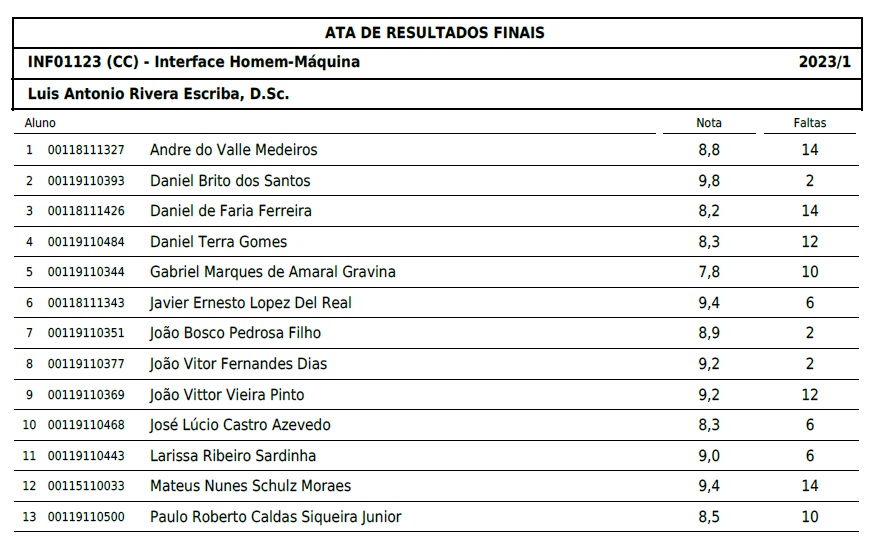 ATA DE RESULTADOS FINAIS
INF01123 (CC) - Interface Homem-Máquina 2023/1
Luis Antonio Rivera Escriba, D.Sc.
Aluno Nota Faltas
1 00118111327 Andre do Valle Medeiros 8,8 14
2 00119110393 Daniel Brito dos Santos 9,8 2
3 00118111426 Daniel de Faria Ferreira 8,2 14
4 00119110484 Daniel Terra Gomes 8,3 12
5 00119110344 Gabriel Marques de Amaral Gravina 7,8 10
6 00118111343 Javier Ernesto Lopez Del Real 9,4 6
7 00119110351 João Bosco Pedrosa Filho 8,9 2
8 00119110377 João Vitor Fernandes Dias 9,2 2
9 00119110369 João Vittor Vieira Pinto 9,2 12
10 00119110468 José Lúcio Castro Azevedo 8,3 6
11 00119110443 Larissa Ribeiro Sardinha 9,0 6
12 00115110033 Mateus Nunes Schulz Moraes 9,4 14
13 00119110500 Paulo Roberto Caldas Siqueira Junior 8,5 10